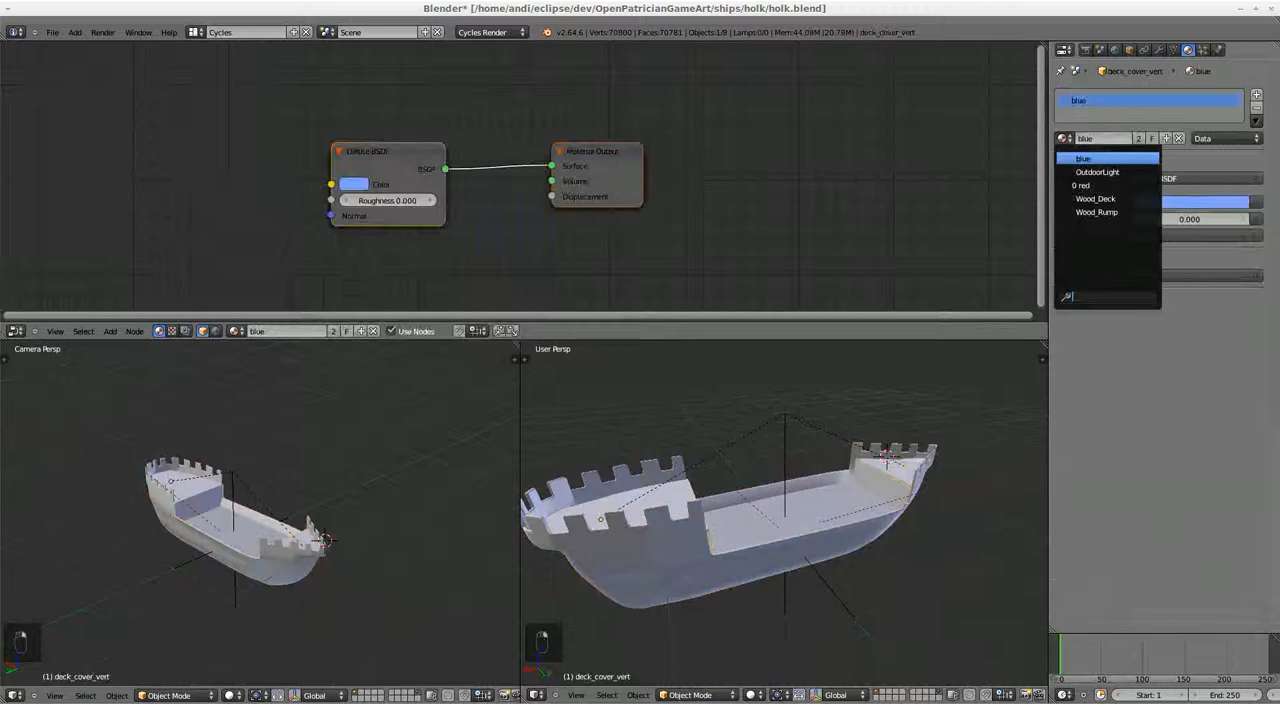 Blender* [/home/andi/eclipse/dev/OpenPatricianGameArt/ships/holk/holk.blend]
File Add Render Window Help Cycles Scene Cycles Render v2.64.6 | Verts:70800 | Faces:70781 | Objects:1/8 | Lamps:0/0 | Mem:44.09M (20.79M) | deck_cover_vert
deck_cover_vert blue
blue
blue 2 F Data
Diffuse BSDF
BSDF
Color
Roughness 0.000
Normal
Material Output
Surface
Volume
Displacement
blue
OutdoorLight
0 red
Wood_Deck
Wood_Rump
BSDF
0.000
View Select Add Node blue 2 F Use Nodes
Camera Persp
User Persp
(1) deck_cover_vert
(1) deck_cover_vert
0 50 100 150 200 250
View Select Object Object Mode Global
View Select Object Object Mode Global
Start: 1 End: 250